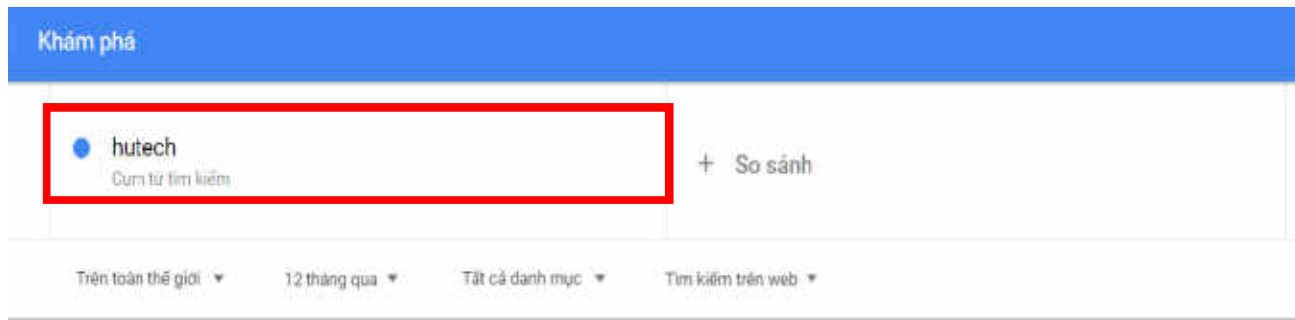 Khám phá
hutech
Cụm từ tìm kiếm
+ So sánh
Trên toàn thế giới ▼ 12 tháng qua ▼ Tất cả danh mục ▼ Tìm kiếm trên web ▼